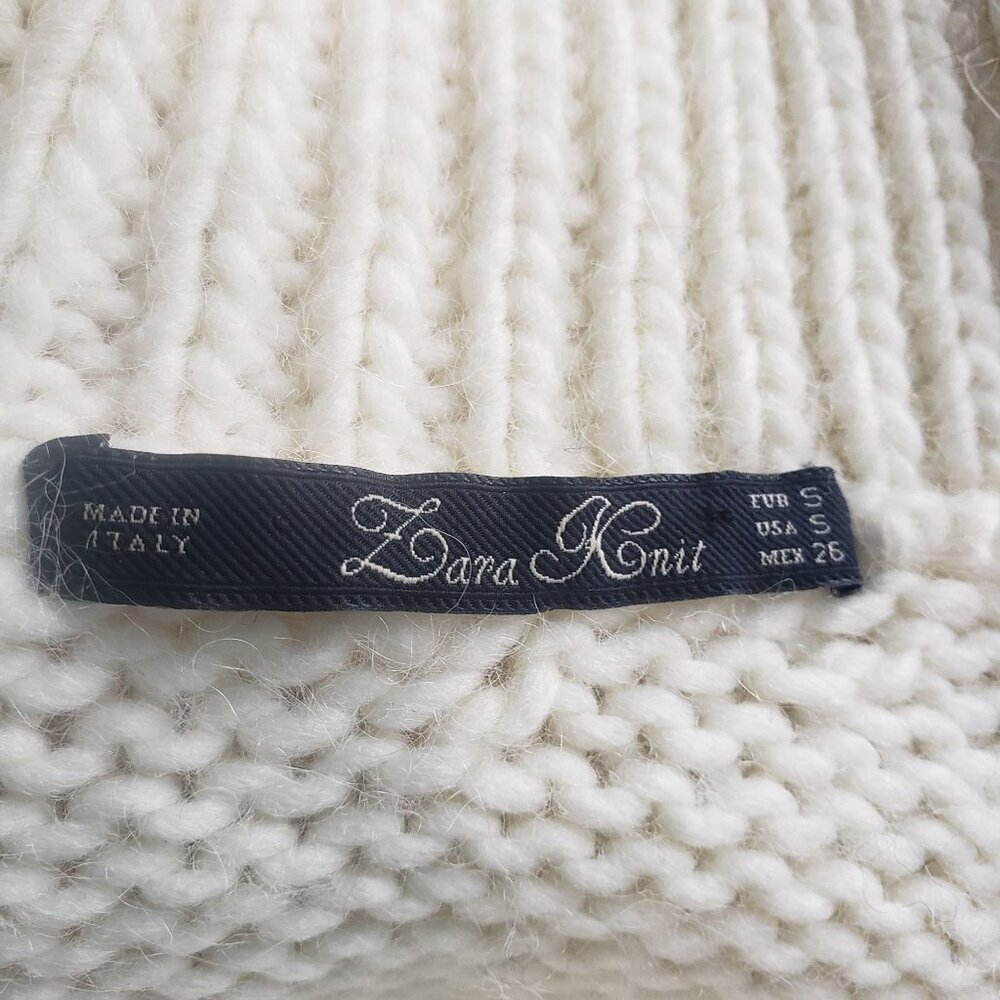 MADE IN
ITALY
Zara Knit
EUR S
USA S
MEX 26